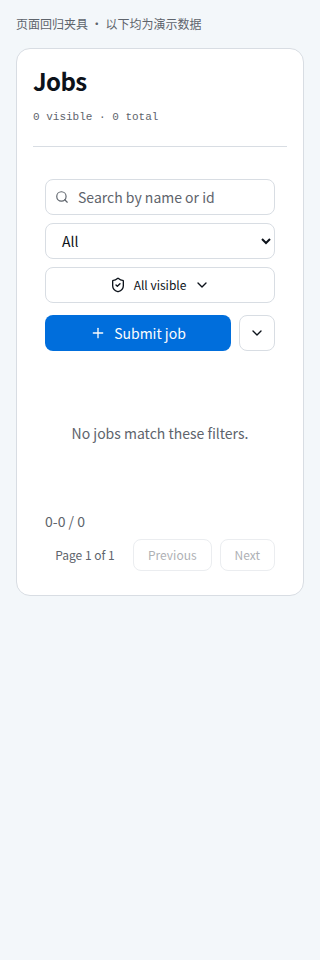 页面回归夹具 · 以下均为演示数据
Jobs
0 visible · 0 total
Search by name or id
All
All visible
Submit job
No jobs match these filters.
0-0 / 0
Page 1 of 1 Previous Next